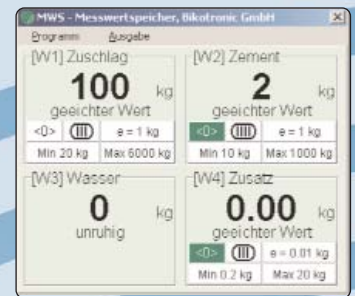 MWS - Messwertspeicher, Bikotronic GmbH
Programm Ausgabe
[W1] Zuschlag
100 kg
geeichter Wert
<0> (III) e = 1 kg
Min 20 kg Max 6000 kg
[W2] Zement
2 kg
geeichter Wert
<0> (IIII) e = 1 kg
Min 10 kg Max 1000 kg
[W3] Wasser
0 kg
unruhig
[W4] Zusatz
0.00 kg
geeichter Wert
<0> (III) e = 0.01 kg
Min 0.2 kg Max 20 kg